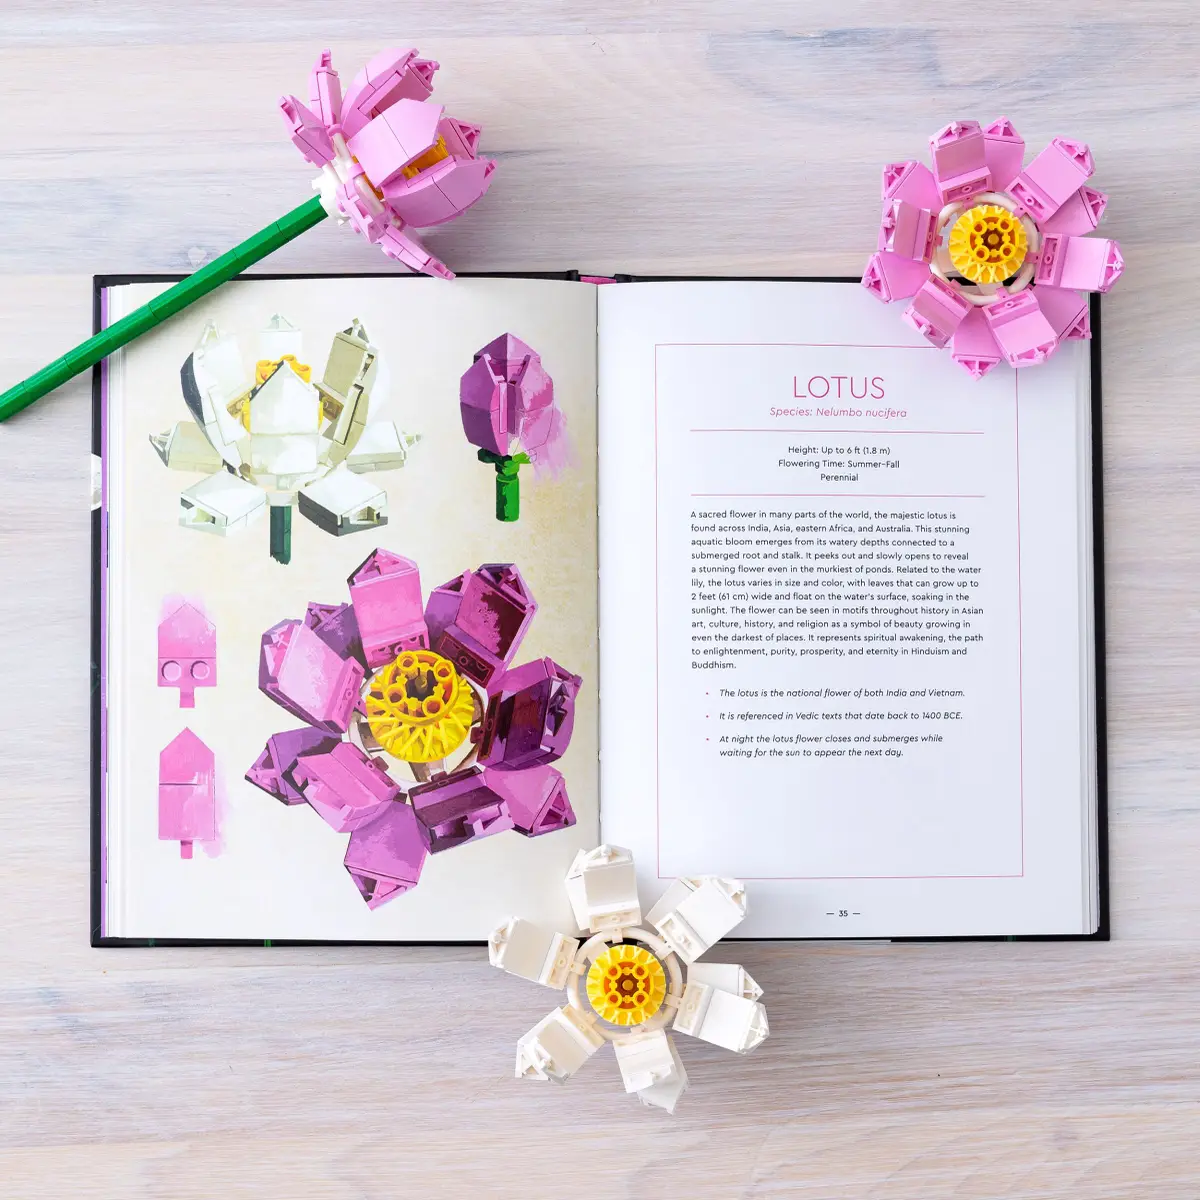 LOTUS
Species: Nelumbo nucifera
Height: Up to 6 ft (1.8 m)
Flowering Time: Summer–Fall
Perennial
A sacred flower in many parts of the world, the majestic lotus is
found across India, Asia, eastern Africa, and Australia. This stunning
aquatic bloom emerges from its watery depths connected to a
submerged root and stalk. It peeks out and slowly opens to reveal
a stunning flower even in the murkiest of ponds. Related to the water
lily, the lotus varies in size and color, with leaves that can grow up to
2 feet (61 cm) wide and float on the water's surface, soaking in the
sunlight. The flower can be seen in motifs throughout history in Asian
art, culture, history, and religion as a symbol of beauty growing in
even the darkest of places. It represents spiritual awakening, the path
to enlightenment, purity, prosperity, and eternity in Hinduism and
Buddhism.
• The lotus is the national flower of both India and Vietnam.
• It is referenced in Vedic texts that date back to 1400 BCE.
• At night the lotus flower closes and submerges while
waiting for the sun to appear the next day.
— 35 —